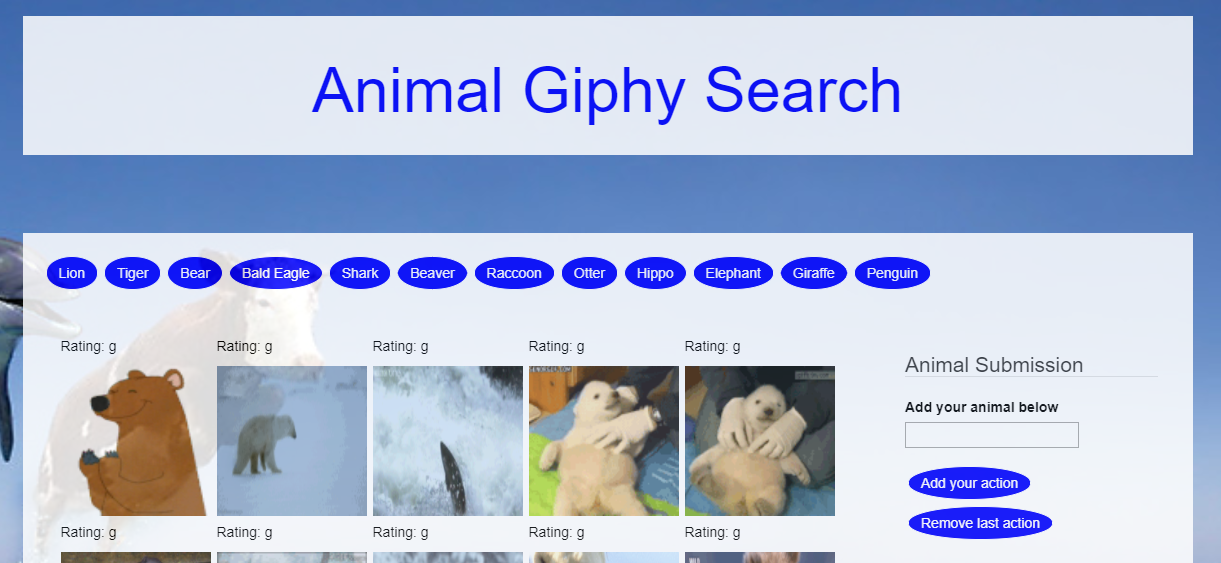 Animal Giphy Search
Lion Tiger Bear Bald Eagle Shark Beaver Raccoon Otter Hippo Elephant Giraffe Penguin
Rating: g Rating: g Rating: g Rating: g Rating: g
Animal Submission
Add your animal below
Add your action
Remove last action
Rating: g Rating: g Rating: g Rating: g Rating: g